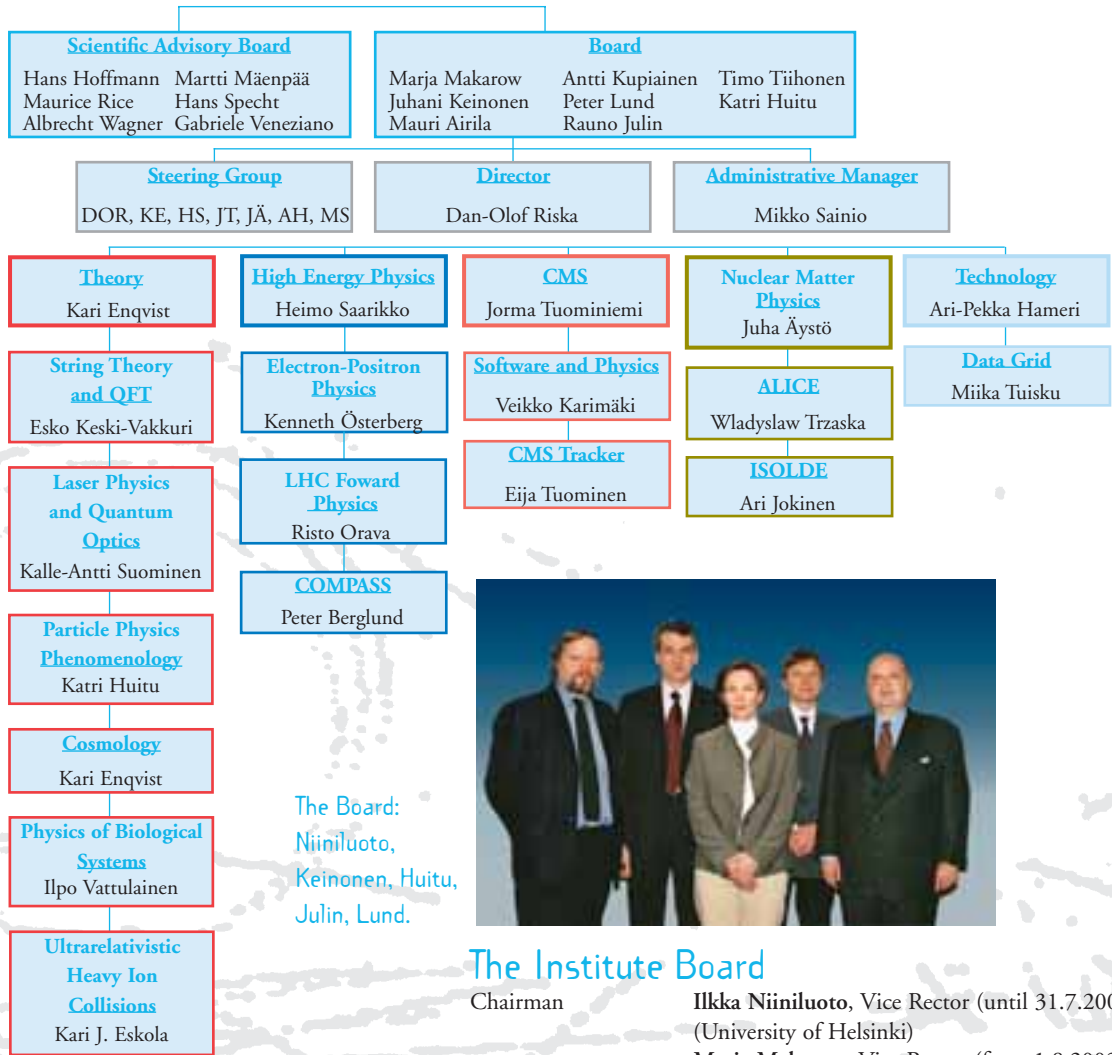 Scientific Advisory Board
Hans Hoffmann Martti Mäenpää
Maurice Rice Hans Specht
Albrecht Wagner Gabriele Veneziano
Board
Marja Makarow Antti Kupiainen Timo Tiihonen
Juhani Keinonen Peter Lund Katri Huitu
Mauri Airila Rauno Julin
Steering Group
DOR, KE, HS, JT, JÄ, AH, MS
Director
Dan-Olof Riska
Administrative Manager
Mikko Sainio
Theory
Kari Enqvist
String Theory
and QFT
Esko Keski-Vakkuri
Laser Physics
and Quantum
Optics
Kalle-Antti Suominen
Particle Physics
Phenomenology
Katri Huitu
Cosmology
Kari Enqvist
Physics of Biological
Systems
Ilpo Vattulainen
Ultrarelativistic
Heavy Ion
Collisions
Kari J. Eskola
High Energy Physics
Heimo Saarikko
Electron-Positron
Physics
Kenneth Österberg
LHC Foward
Physics
Risto Orava
COMPASS
Peter Berglund
CMS
Jorma Tuominiemi
Software and Physics
Veikko Karimäki
CMS Tracker
Eija Tuominen
Nuclear Matter
Physics
Juha Äystö
ALICE
Wladyslaw Trzaska
ISOLDE
Ari Jokinen
Technology
Ari-Pekka Hameri
Data Grid
Miika Tuisku
The Board:
Niiniluoto,
Keinonen, Huitu,
Julin, Lund.
The Institute Board
Chairman Ilkka Niiniluoto, Vice Rector (until 31.7.200
(University of Helsinki)